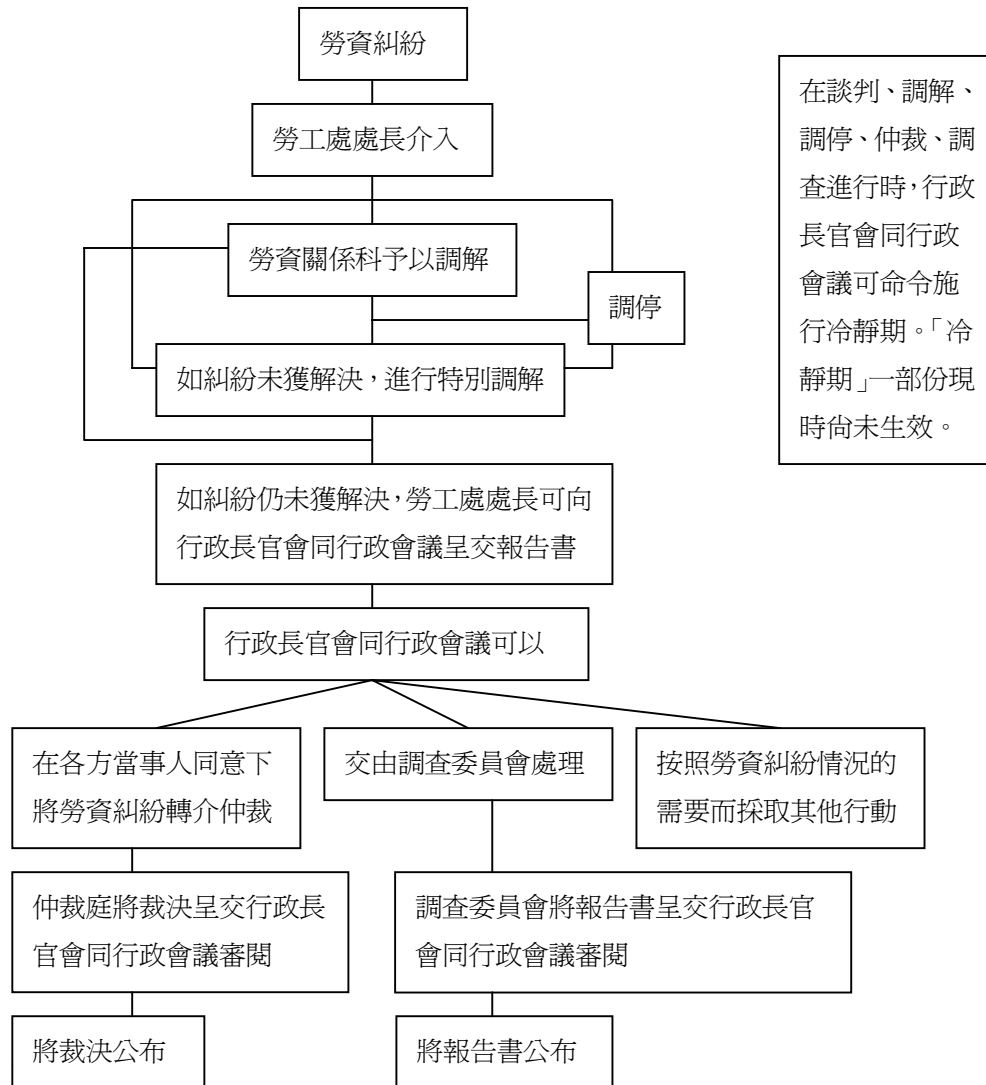 勞資糾紛
勞工處處長介入
勞資關係科予以調解
調停
如糾紛未獲解決，進行特別調解
如糾紛仍未獲解決，勞工處處長可向
行政長官會同行政會議呈交報告書
行政長官會同行政會議可以
在各方當事人同意下
將勞資糾紛轉介仲裁
交由調查委員會處理
按照勞資糾紛情況的
需要而採取其他行動
仲裁庭將裁決呈交行政長
官會同行政會議審閱
調查委員會將報告書呈交行政長官
會同行政會議審閱
將裁決公布
將報告書公布
在談判、調解、
調停、仲裁、調
查進行時，行政
長官會同行政
會議可命令施
行冷靜期。「冷
靜期」一部份現
時尚未生效。